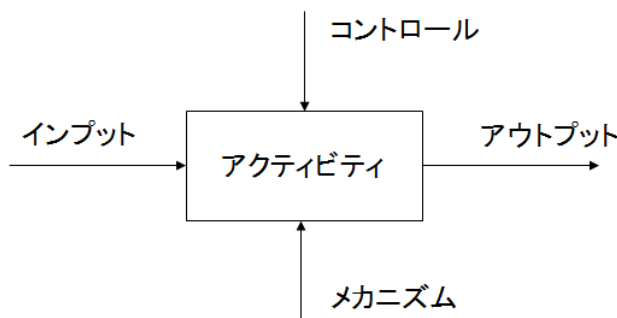 コントロール
インプット
アクティビティ
アウトプット
メカニズム